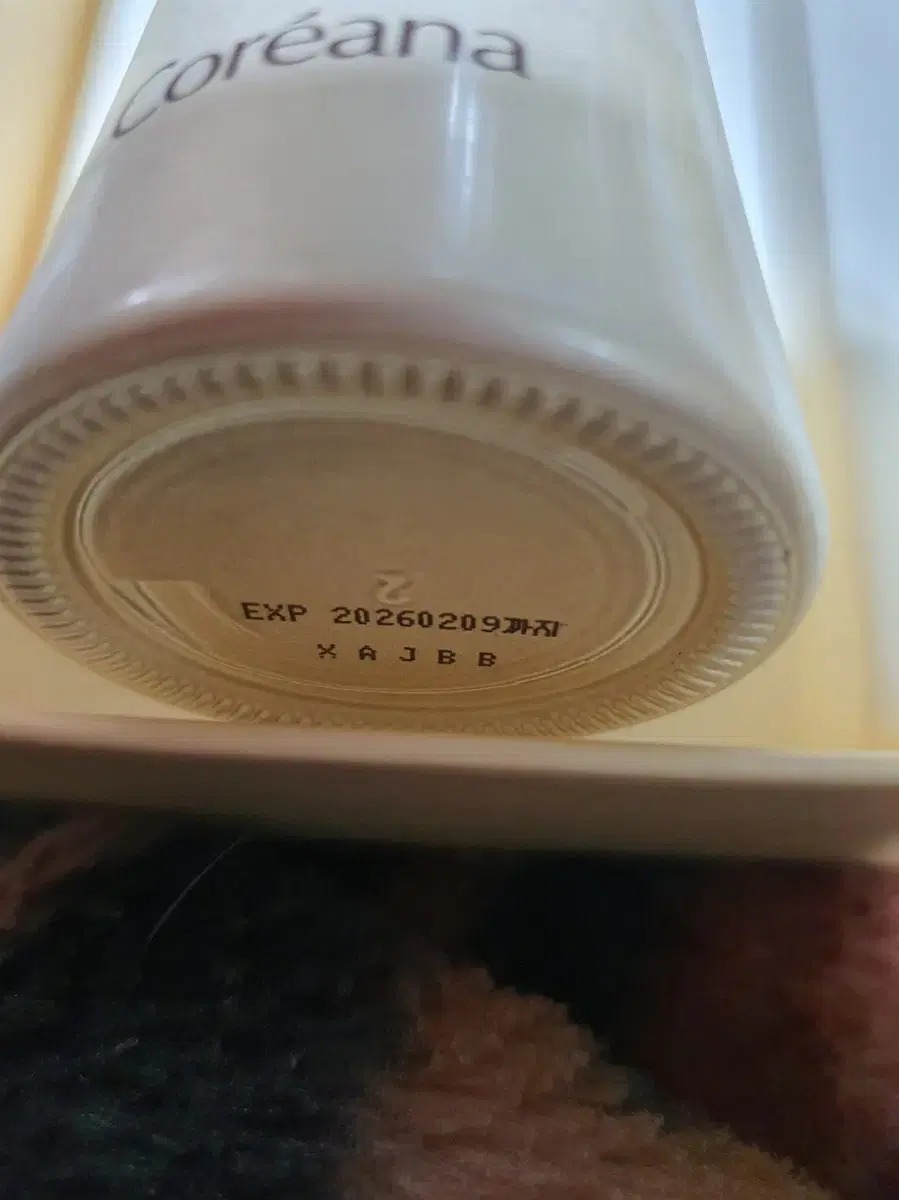 Coréana
2
EXP 20260209까지
X A J B B